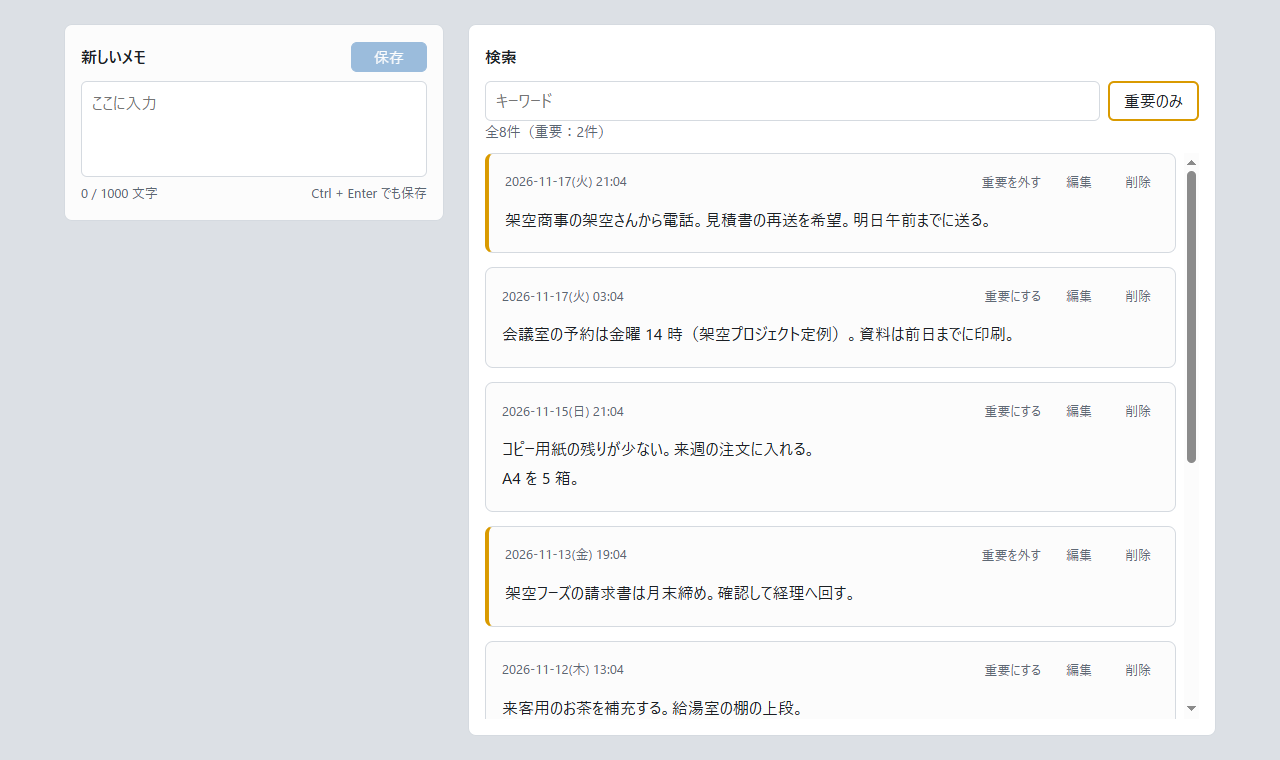 新しいメモ
保存
ここに入力
0 / 1000 文字
Ctrl + Enter でも保存
検索
キーワード
重要のみ
全8件（重要：2件）
2026-11-17(火) 21:04
重要を外す
編集
削除
架空商事の架空さんから電話。見積書の再送を希望。明日午前までに送る。
2026-11-17(火) 03:04
重要にする
編集
削除
会議室の予約は金曜 14 時（架空プロジェクト定例）。資料は前日までに印刷。
2026-11-15(日) 21:04
重要にする
編集
削除
コピー用紙の残りが少ない。来週の注文に入れる。
A4 を 5 箱。
2026-11-13(金) 19:04
重要を外す
編集
削除
架空フーズの請求書は月末締め。確認して経理へ回す。
2026-11-12(木) 13:04
重要にする
編集
削除
来客用のお茶を補充する。給湯室の棚の上段。